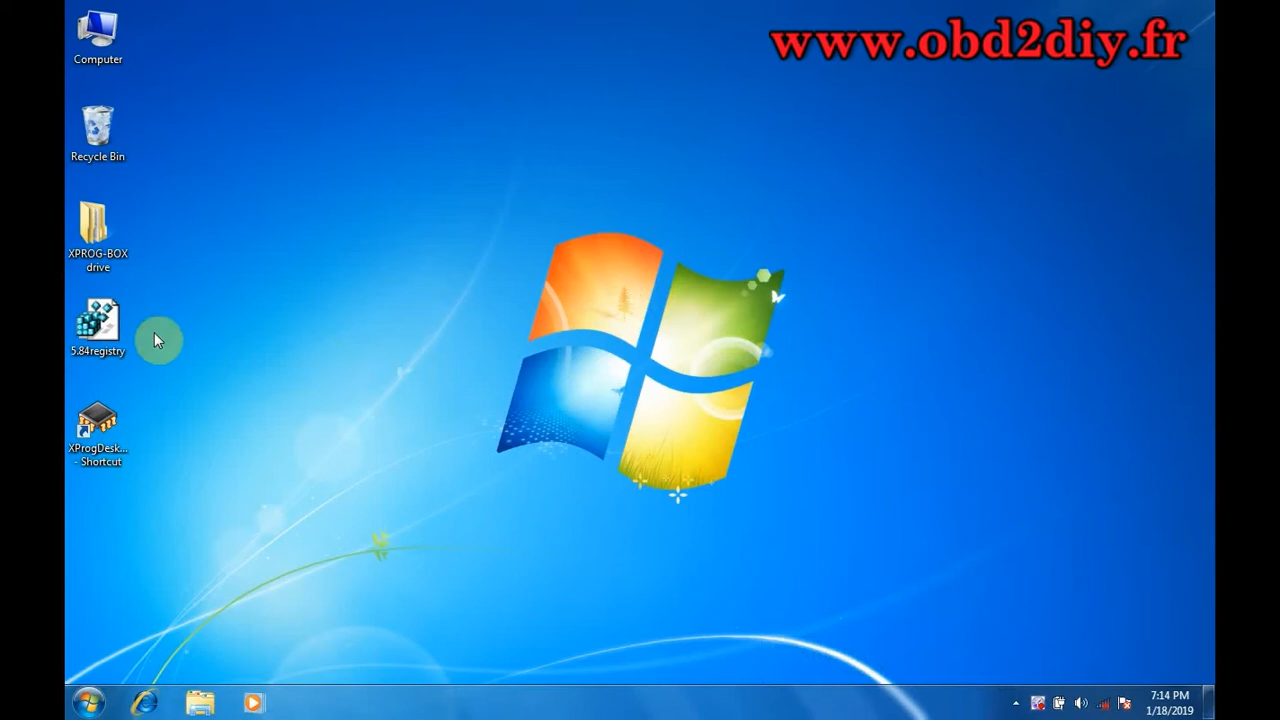 www.obd2diy.fr
Computer
Recycle Bin
XPROG-BOX
drive
5.84registry
XProgDesk...
- Shortcut
7:14 PM
1/18/2019